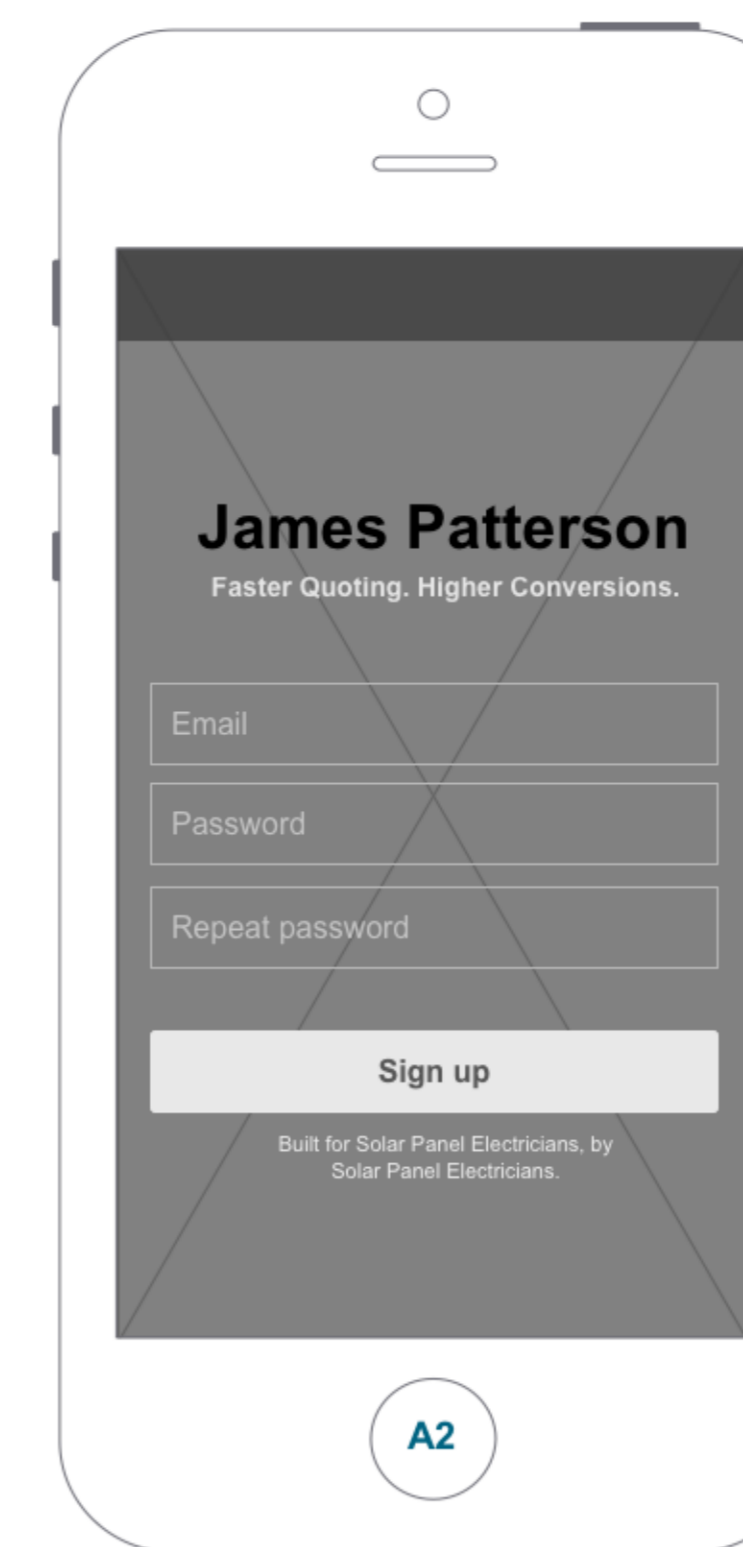 James Patterson
Faster Quoting. Higher Conversions.
Email
Password
Repeat password
Sign up
Built for Solar Panel Electricians, by
Solar Panel Electricians.
A2